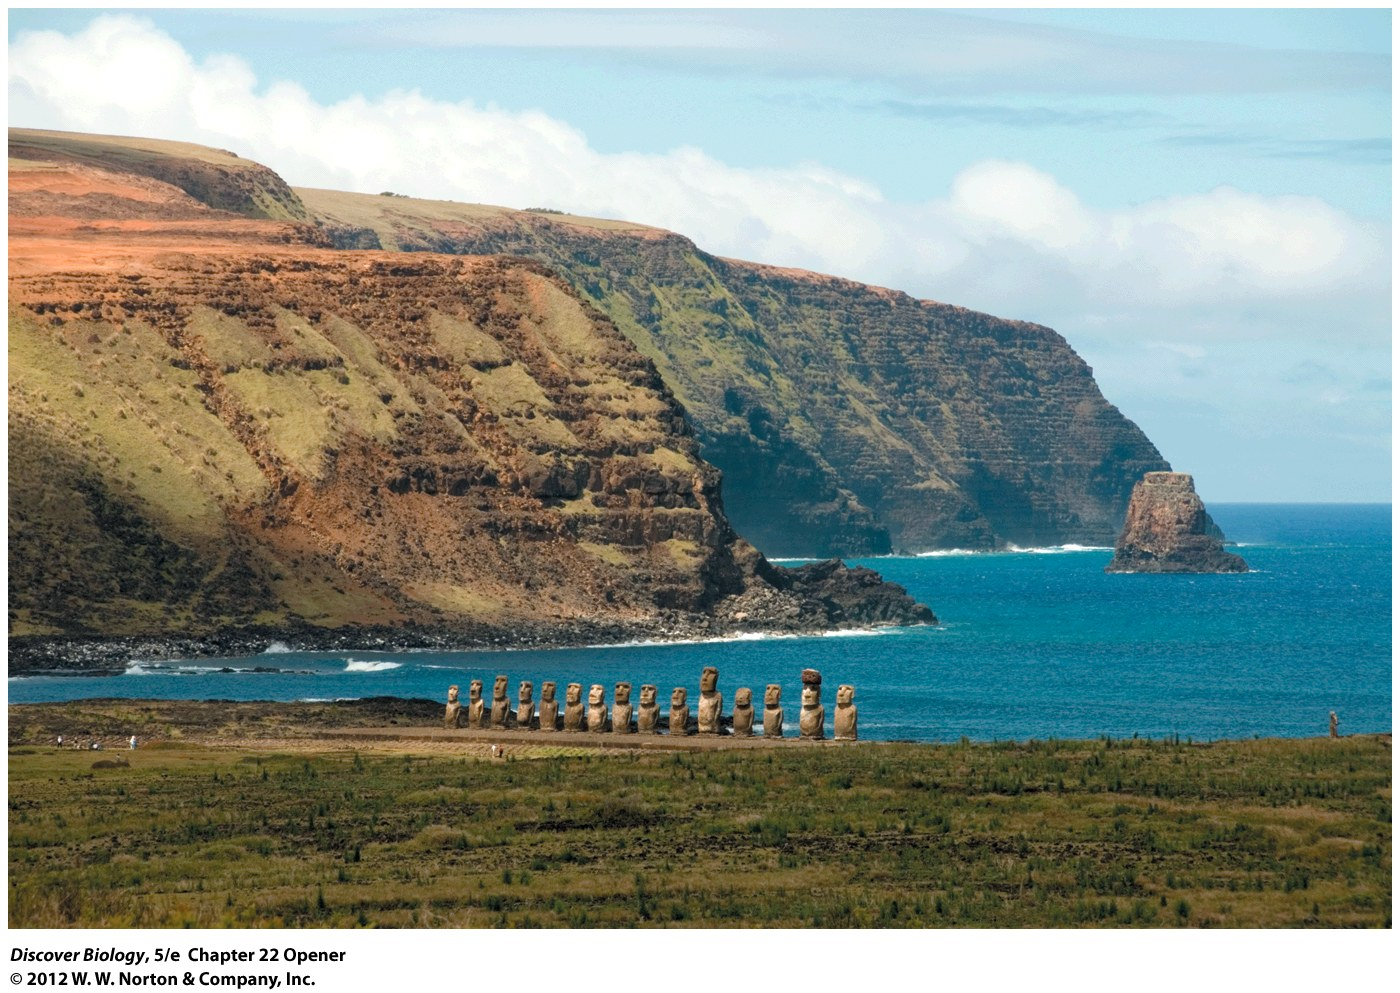 Discover Biology, 5/e Chapter 22 Opener
© 2012 W. W. Norton & Company, Inc.